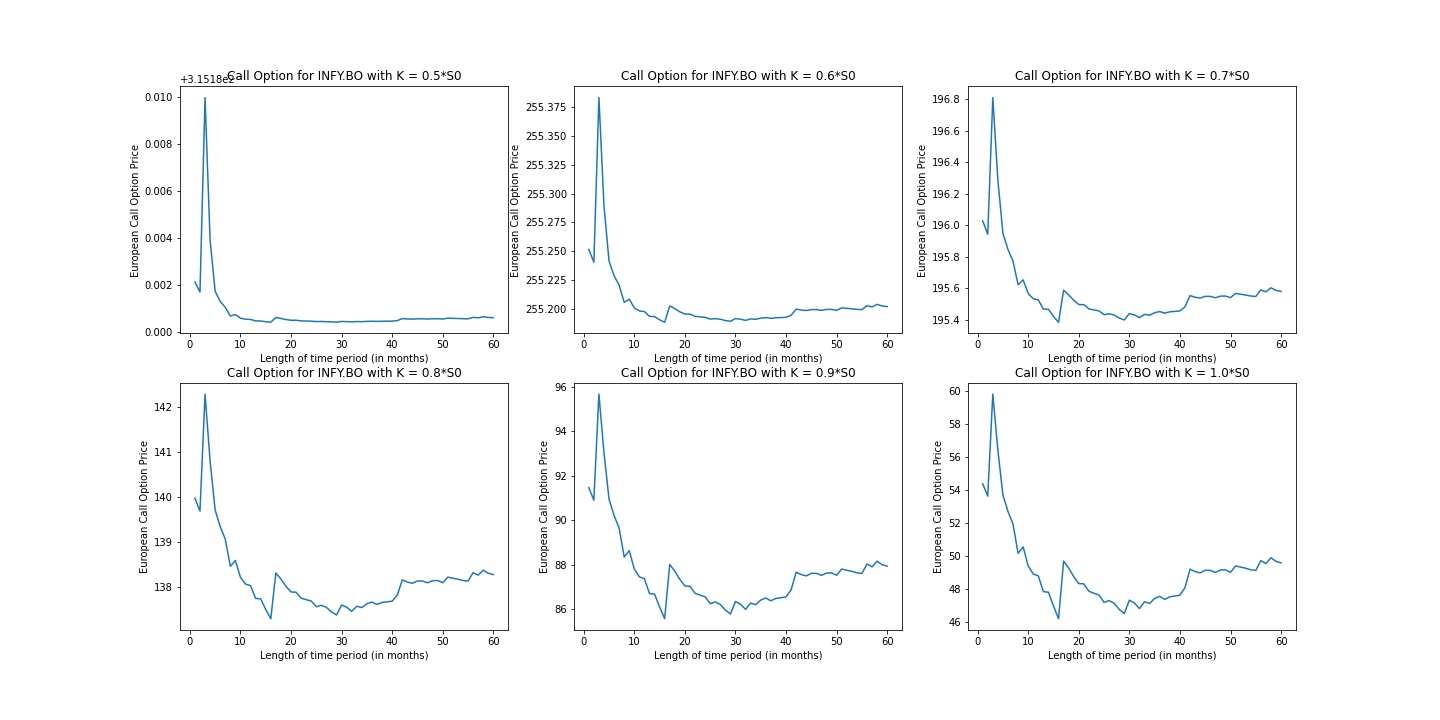 +3.1518e2
Call Option for INFY.BO with K = 0.5*S0
European Call Option Price
0.010
0.008
0.006
0.004
0.002
0.000
0 10 20 30 40 50 60
Length of time period (in months)
Call Option for INFY.BO with K = 0.6*S0
European Call Option Price
255.375
255.350
255.325
255.300
255.275
255.250
255.225
255.200
0 10 20 30 40 50 60
Length of time period (in months)
Call Option for INFY.BO with K = 0.7*S0
European Call Option Price
196.8
196.6
196.4
196.2
196.0
195.8
195.6
195.4
0 10 20 30 40 50 60
Length of time period (in months)
Call Option for INFY.BO with K = 0.8*S0
European Call Option Price
142
141
140
139
138
0 10 20 30 40 50 60
Length of time period (in months)
Call Option for INFY.BO with K = 0.9*S0
European Call Option Price
96
94
92
90
88
86
0 10 20 30 40 50 60
Length of time period (in months)
Call Option for INFY.BO with K = 1.0*S0
European Call Option Price
60
58
56
54
52
50
48
46
0 10 20 30 40 50 60
Length of time period (in months)